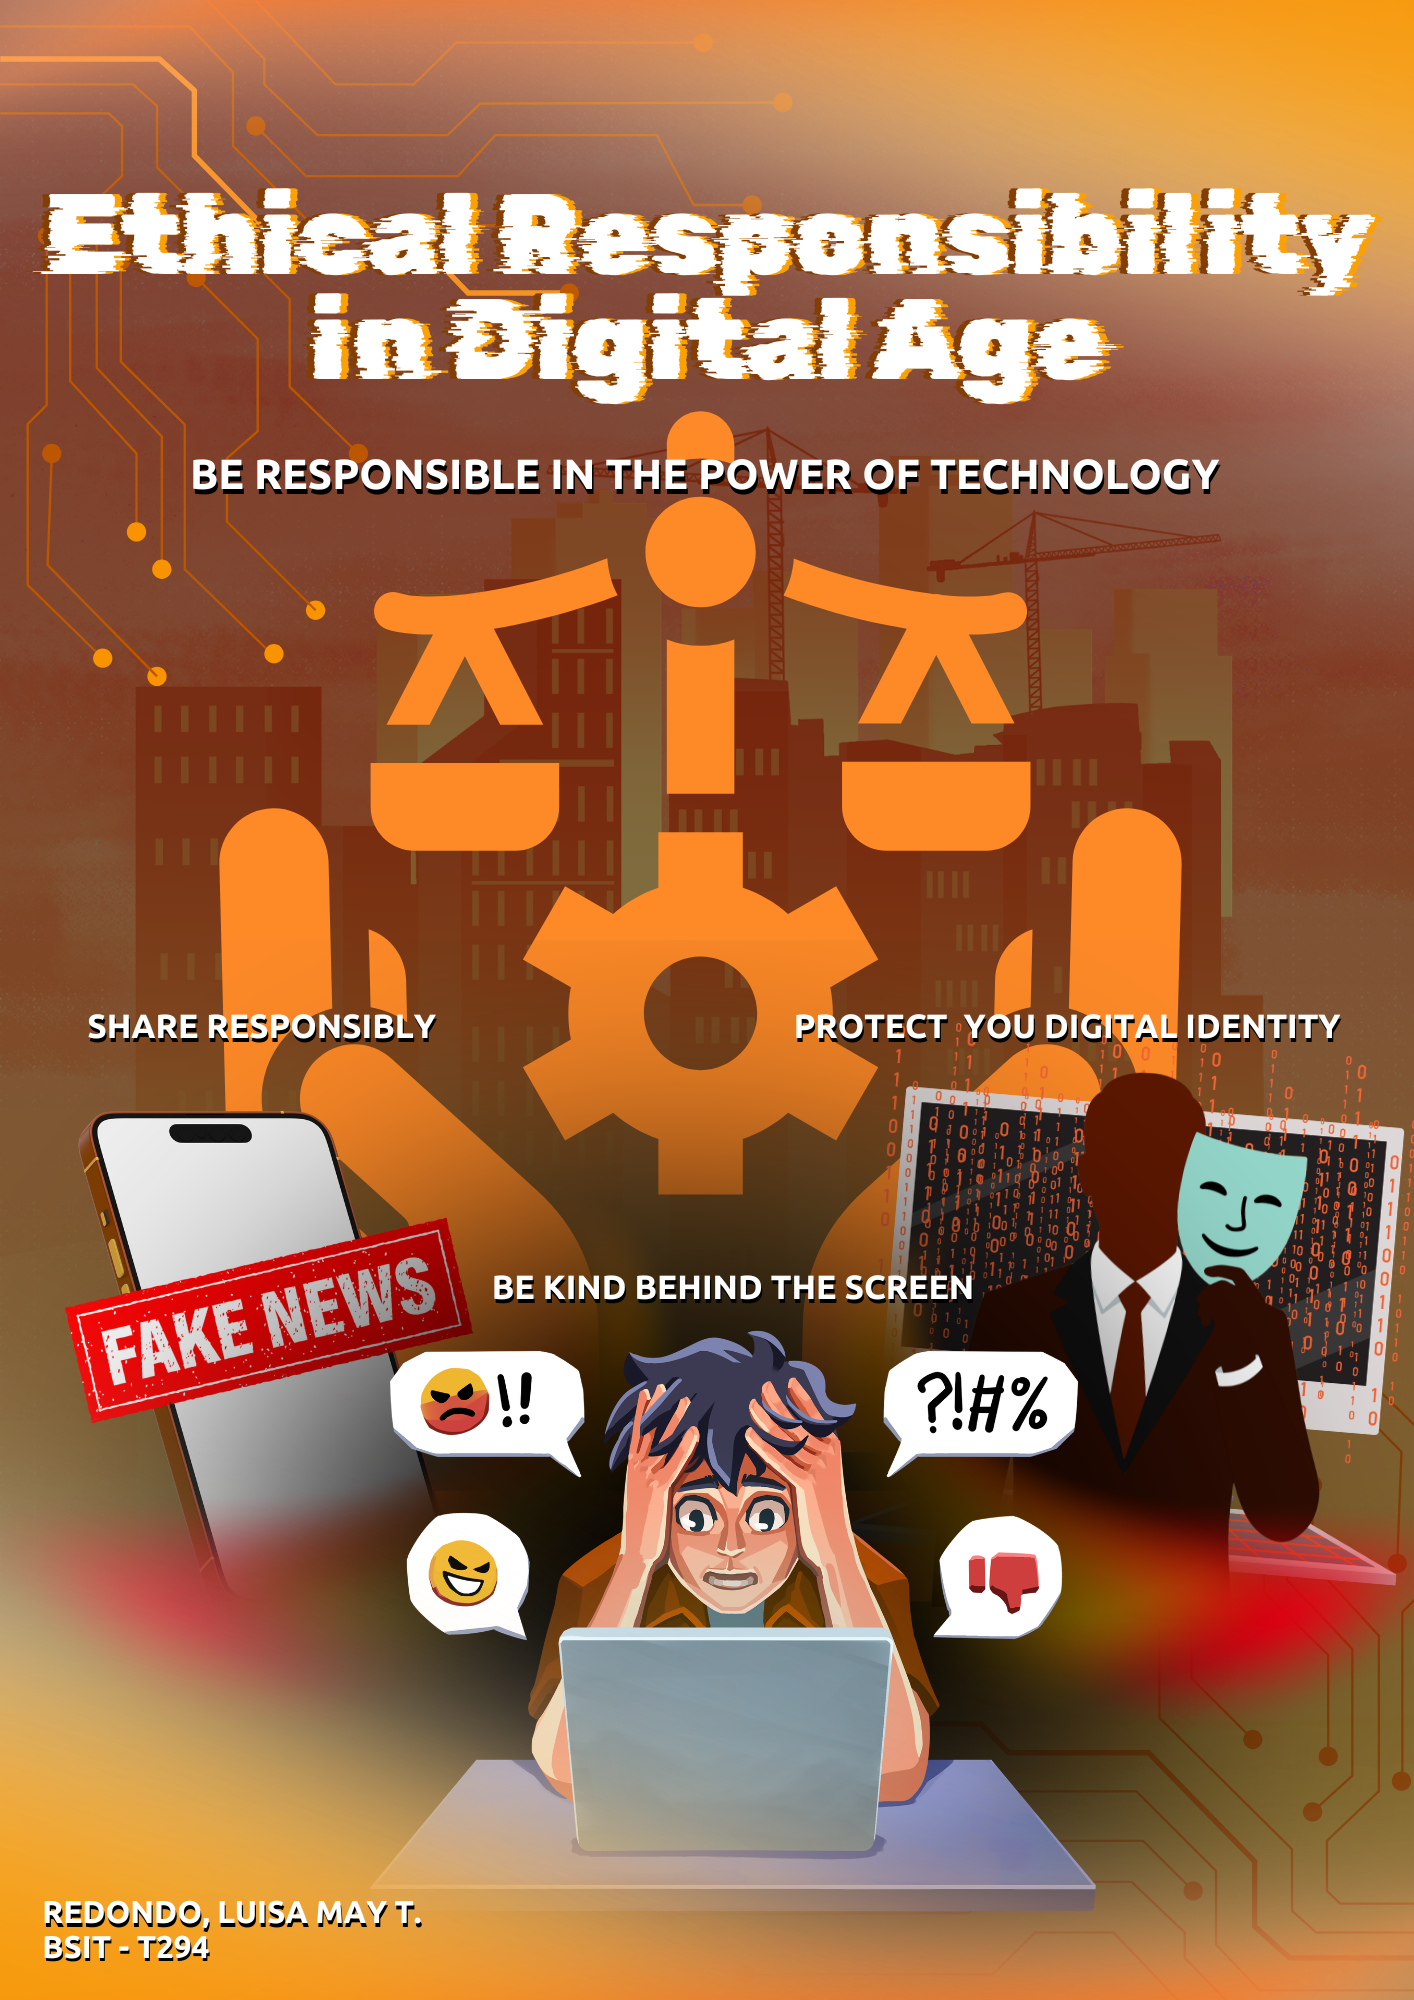 Ethical Responsibility
in Digital Age
BE RESPONSIBLE IN THE POWER OF TECHNOLOGY
SHARE RESPONSIBLY
PROTECT YOU DIGITAL IDENTITY
FAKE NEWS
BE KIND BEHIND THE SCREEN
!!
?!#%
REDONDO, LUISA MAY T.
BSIT - T294